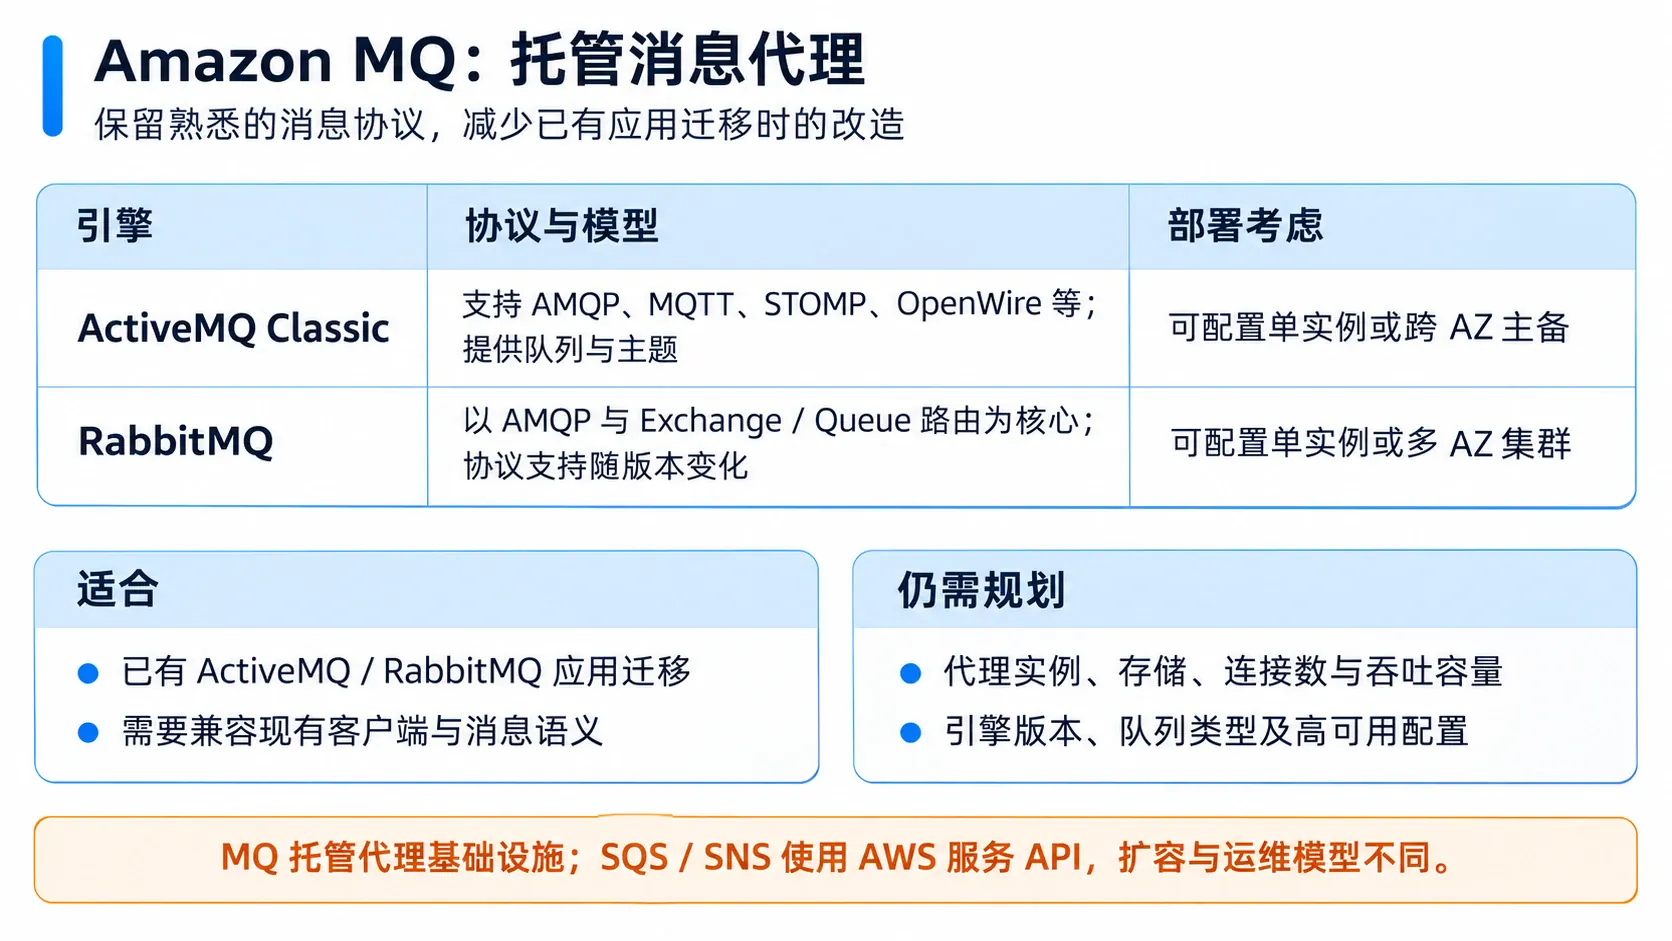 Amazon MQ：托管消息代理
保留熟悉的消息协议，减少已有应用迁移时的改造
引擎
协议与模型
部署考虑
ActiveMQ Classic
支持 AMQP、MQTT、STOMP、OpenWire 等；
提供队列与主题
可配置单实例或跨 AZ 主备
RabbitMQ
以 AMQP 与 Exchange / Queue 路由为核心；
协议支持随版本变化
可配置单实例或多 AZ 集群
适合
已有 ActiveMQ / RabbitMQ 应用迁移
需要兼容现有客户端与消息语义
仍需规划
代理实例、存储、连接数与吞吐容量
引擎版本、队列类型及高可用配置
MQ 托管代理基础设施；SQS / SNS 使用 AWS 服务 API，扩容与运维模型不同。